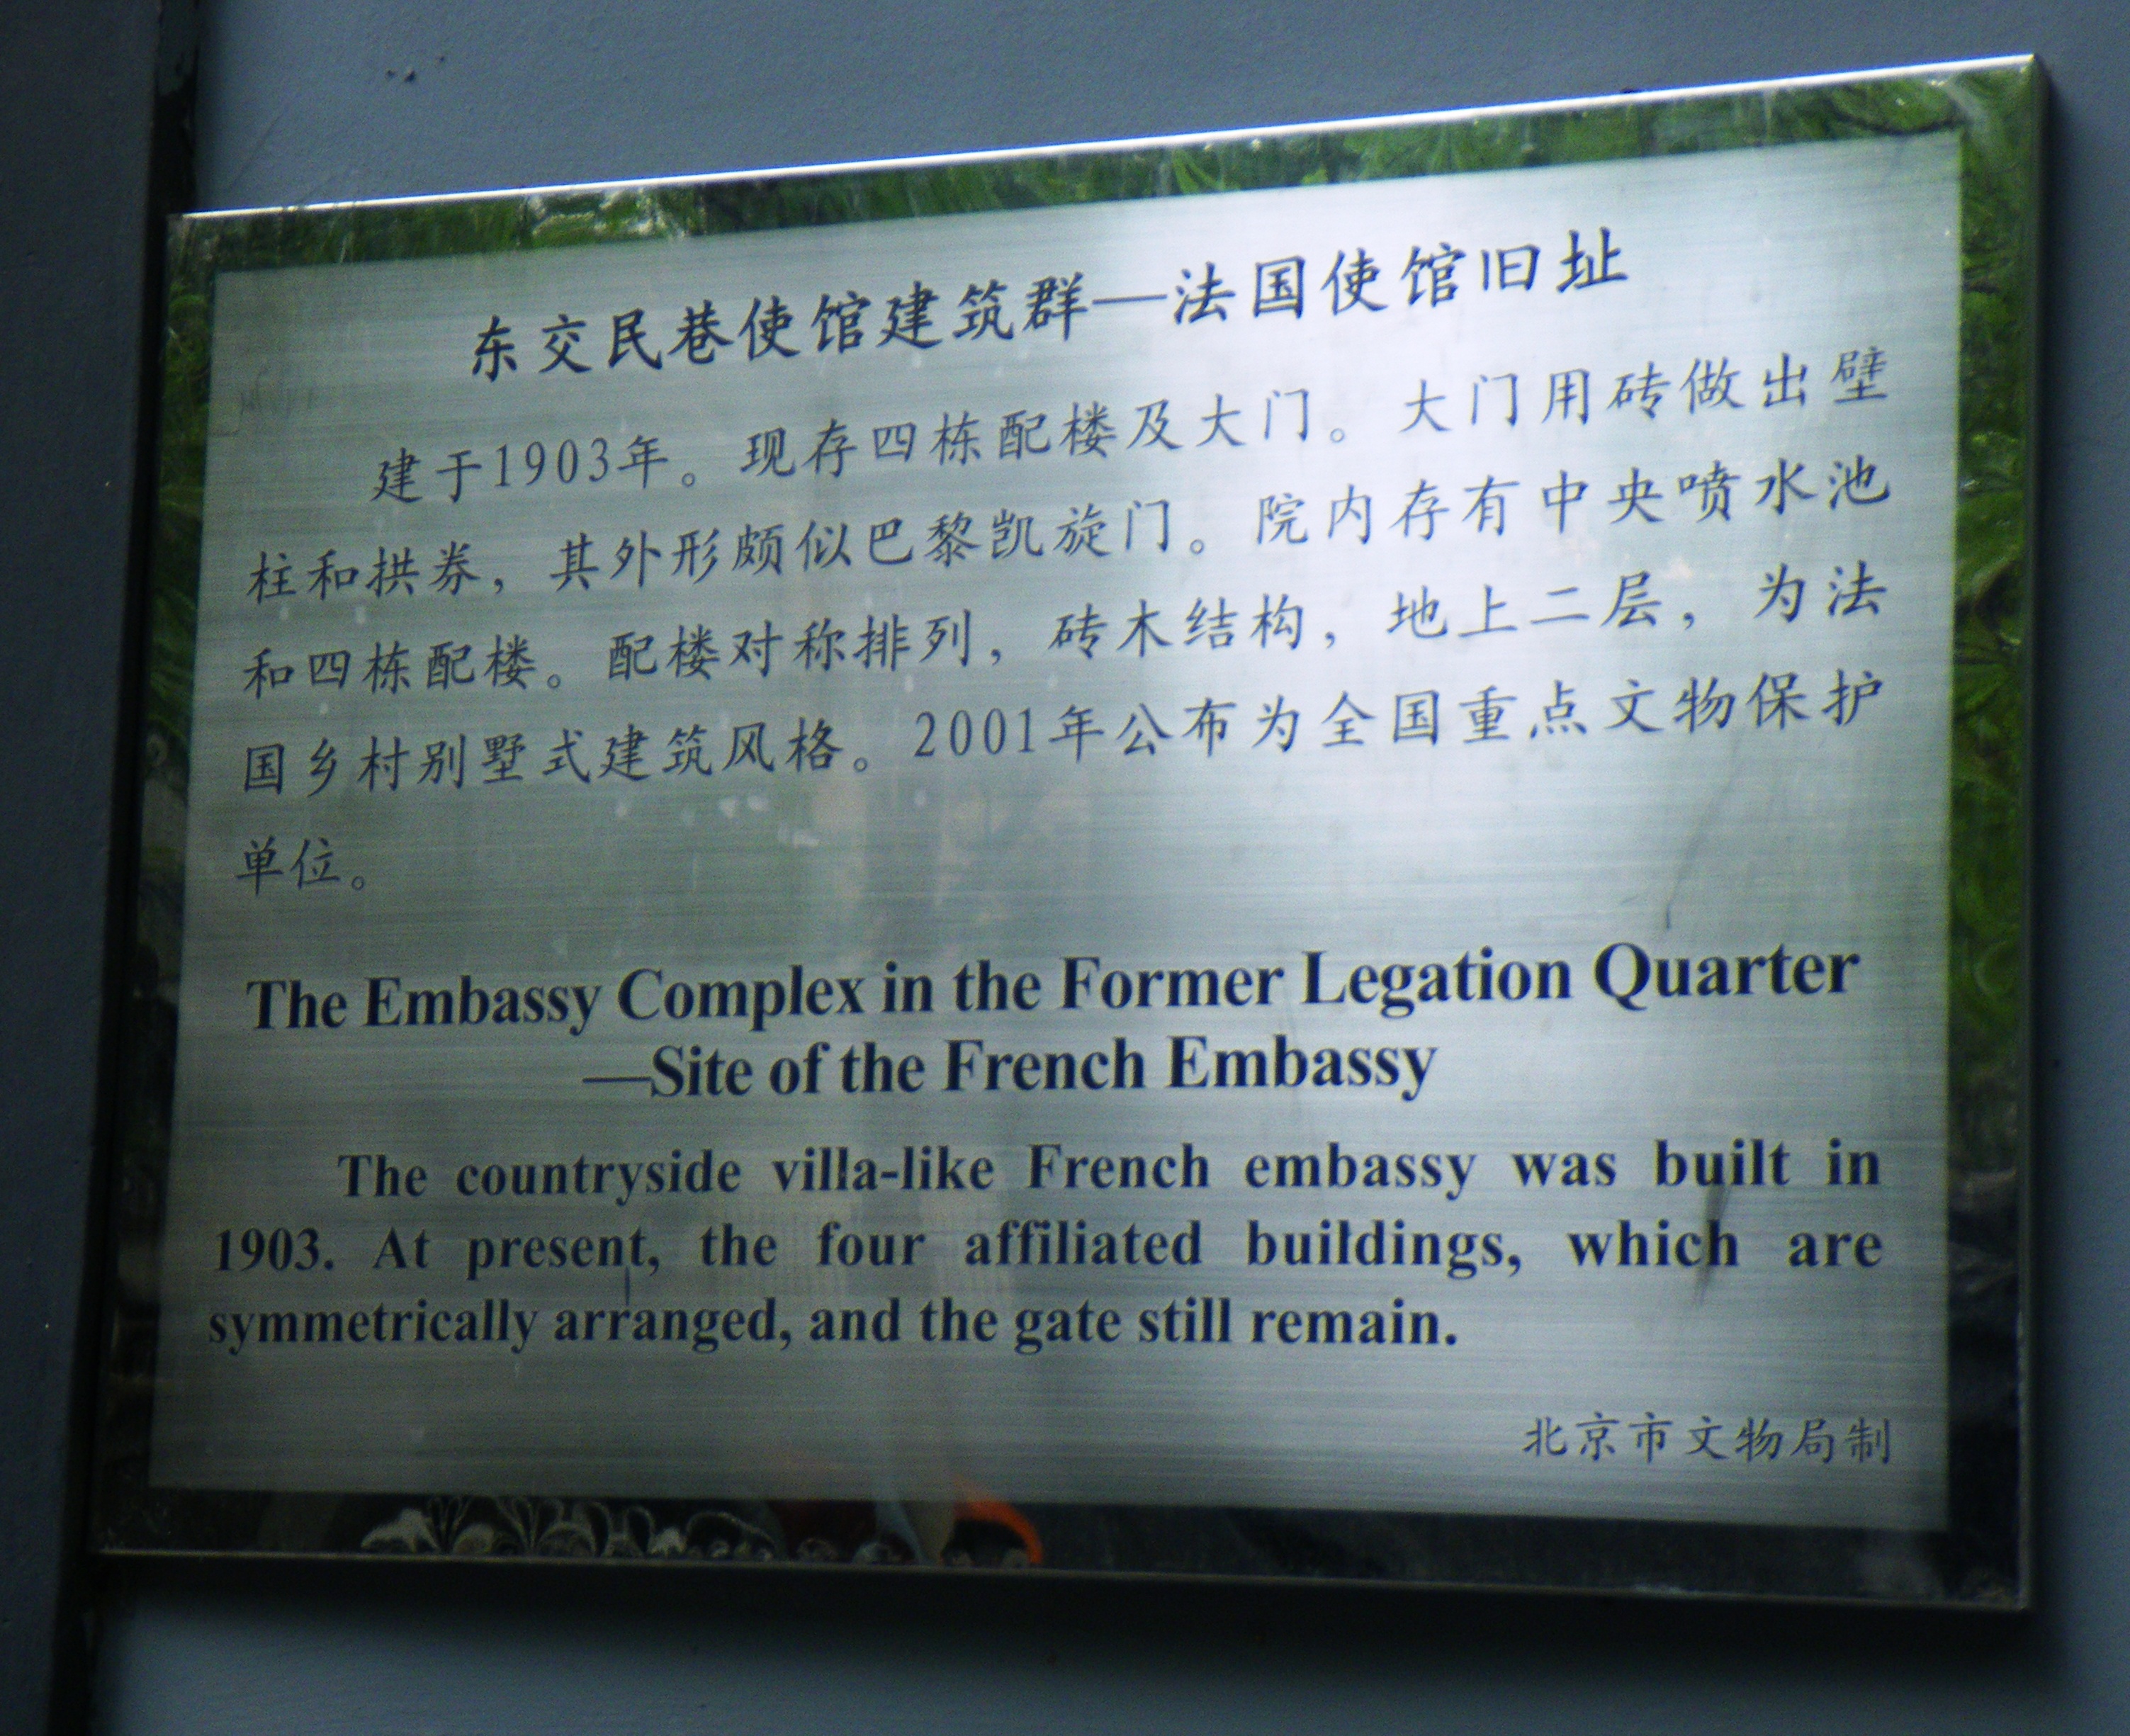 东交民巷使馆建筑群—法国使馆旧址
建于1903年。现存四栋配楼及大门。大门用砖做出壁
柱和拱券，其外形颇似巴黎凯旋门。院内存有中央喷水池
和四栋配楼。配楼对称排列，砖木结构，地上二层，为法
国乡村别墅式建筑风格。2001年公布为全国重点文物保护
单位。
The Embassy Complex in the Former Legation Quarter
—Site of the French Embassy
The countryside villa-like French embassy was built in
1903. At present, the four affiliated buildings, which are
symmetrically arranged, and the gate still remain.
北京市文物局制